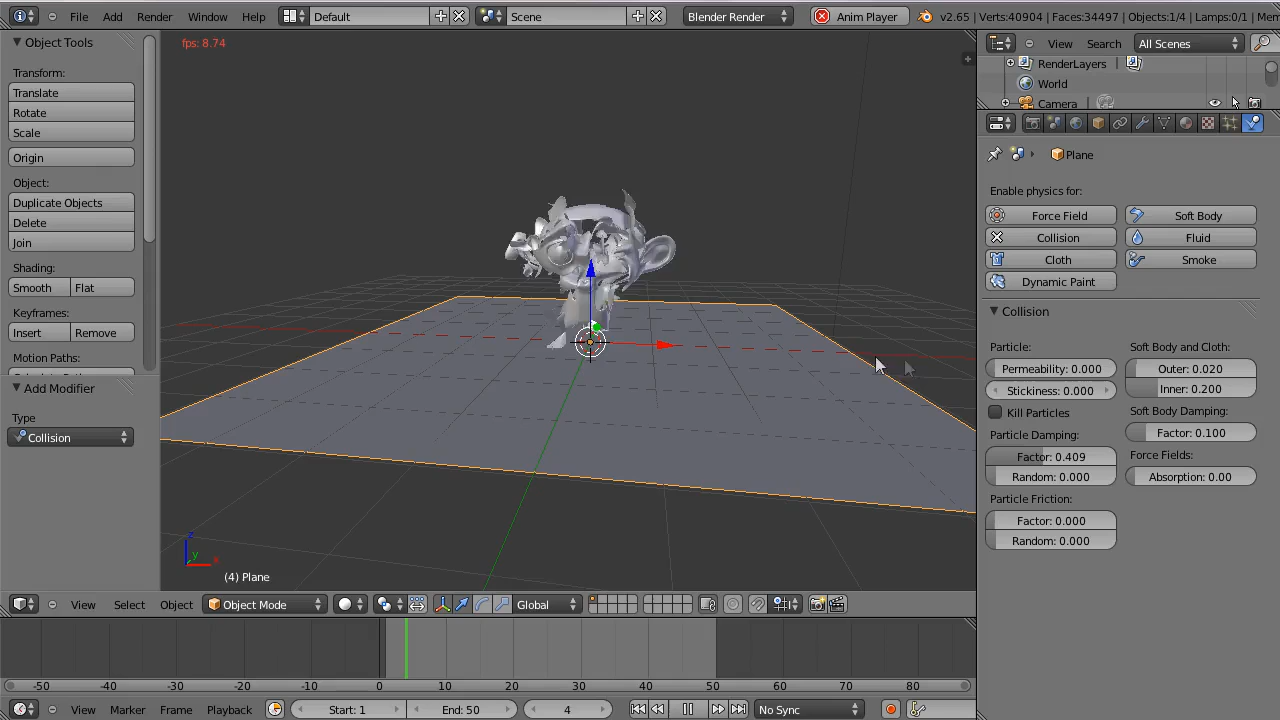 File Add Render Window Help Default Scene Blender Render Anim Player v2.65 | Verts:40904 | Faces:34497 | Objects:1/4 | Lamps:0/1 |
Object Tools
Transform:
Translate
Rotate
Scale
Origin
Object:
Duplicate Objects
Delete
Join
Shading:
Smooth Flat
Keyframes:
Insert Remove
Motion Paths:
Add Modifier
Type
Collision
fps: 8.74
z
y
x
(4) Plane
View Select Object Object Mode Global
-50 -40 -30 -20 -10 0 10 20 30 40 50 60 70 80
View Marker Frame Playback Start: 1 End: 50 4 No Sync
View Search All Scenes
RenderLayers
World
Camera
Plane
Enable physics for:
Force Field Soft Body
Collision Fluid
Cloth Smoke
Dynamic Paint
Collision
Particle: Soft Body and Cloth:
Permeability: 0.000 Outer: 0.020
Stickiness: 0.000 Inner: 0.200
Kill Particles Soft Body Damping:
Particle Damping: Factor: 0.100
Factor: 0.409 Force Fields:
Random: 0.000 Absorption: 0.00
Particle Friction:
Factor: 0.000
Random: 0.000